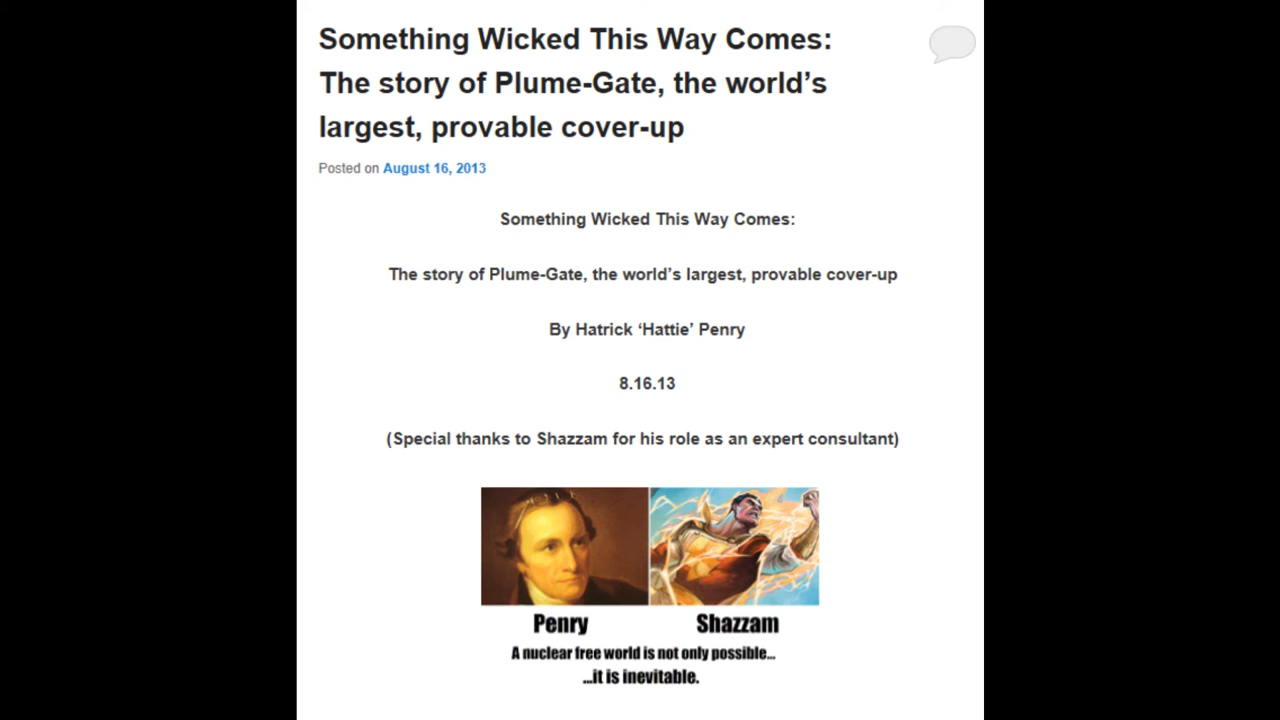 Something Wicked This Way Comes:
The story of Plume-Gate, the world’s
largest, provable cover-up
Posted on August 16, 2013
Something Wicked This Way Comes:
The story of Plume-Gate, the world’s largest, provable cover-up
By Hatrick ‘Hattie’ Penry
8.16.13
(Special thanks to Shazzam for his role as an expert consultant)
Penry Shazzam
A nuclear free world is not only possible...
...it is inevitable.